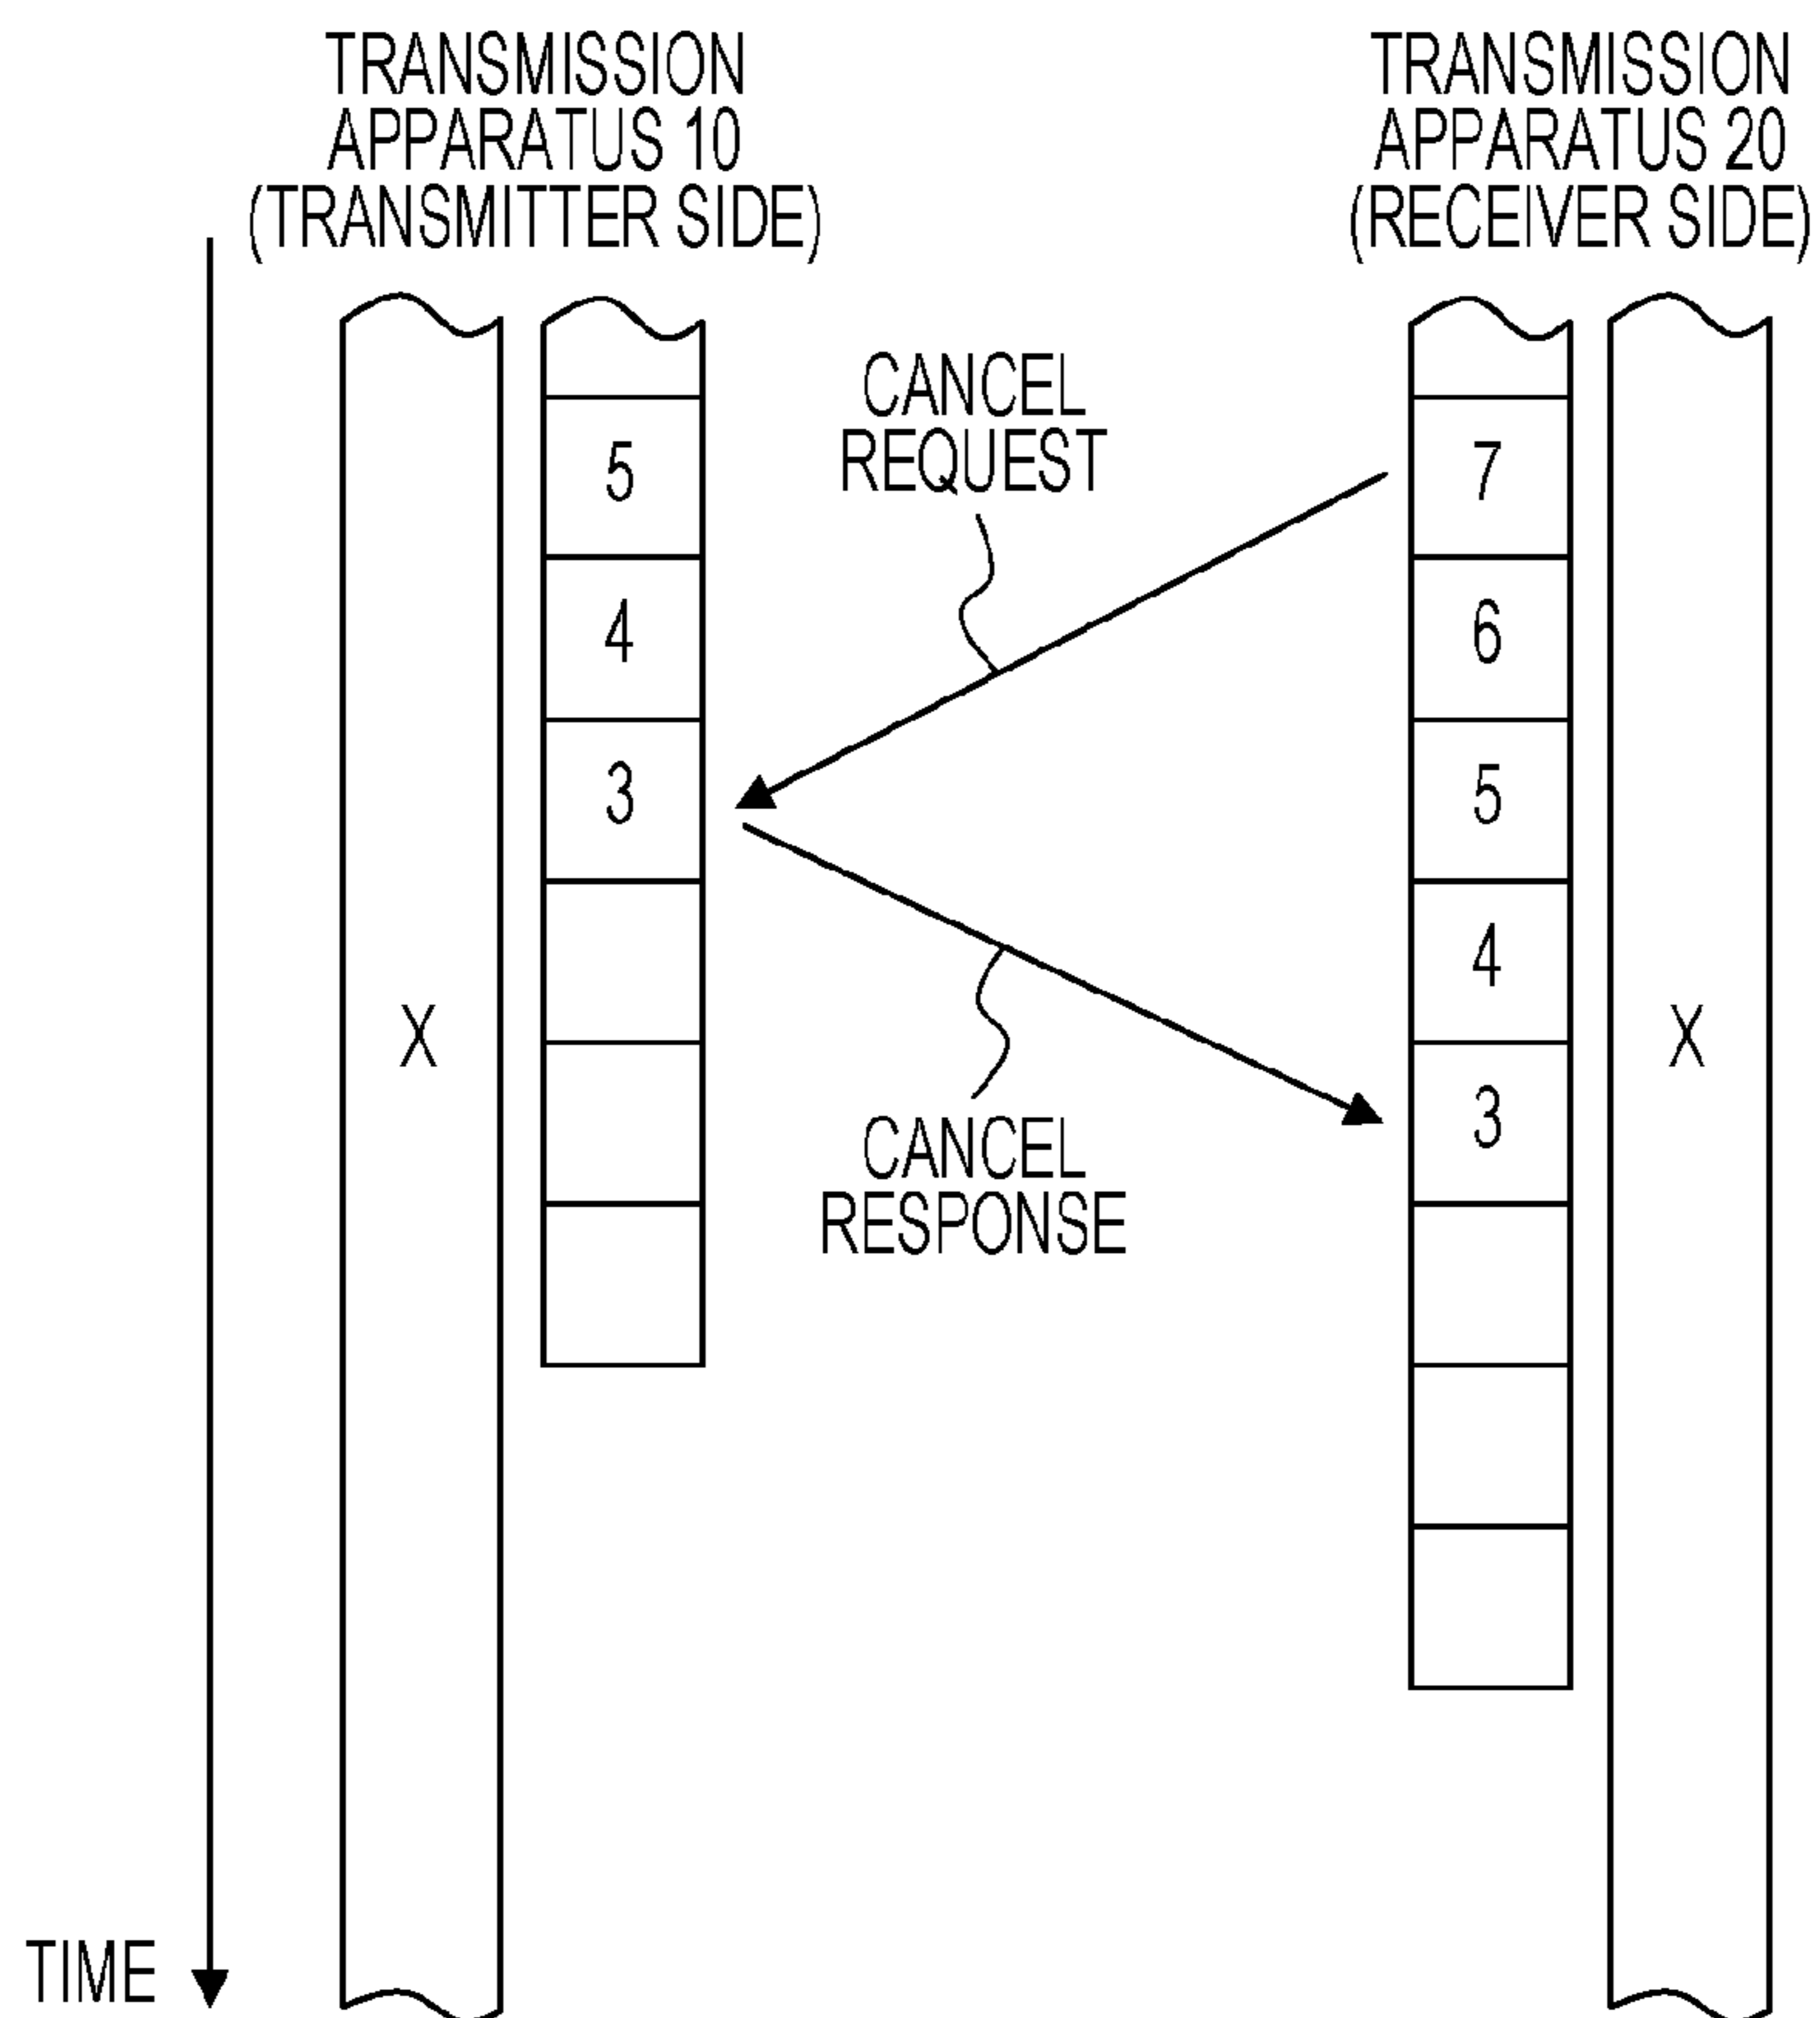 TRANSMISSION
APPARATUS 10
(TRANSMITTER SIDE)
TRANSMISSION
APPARATUS 20
(RECEIVER SIDE)
CANCEL
REQUEST
5
7
4
6
3
5
4
X
X
3
CANCEL
RESPONSE
TIME